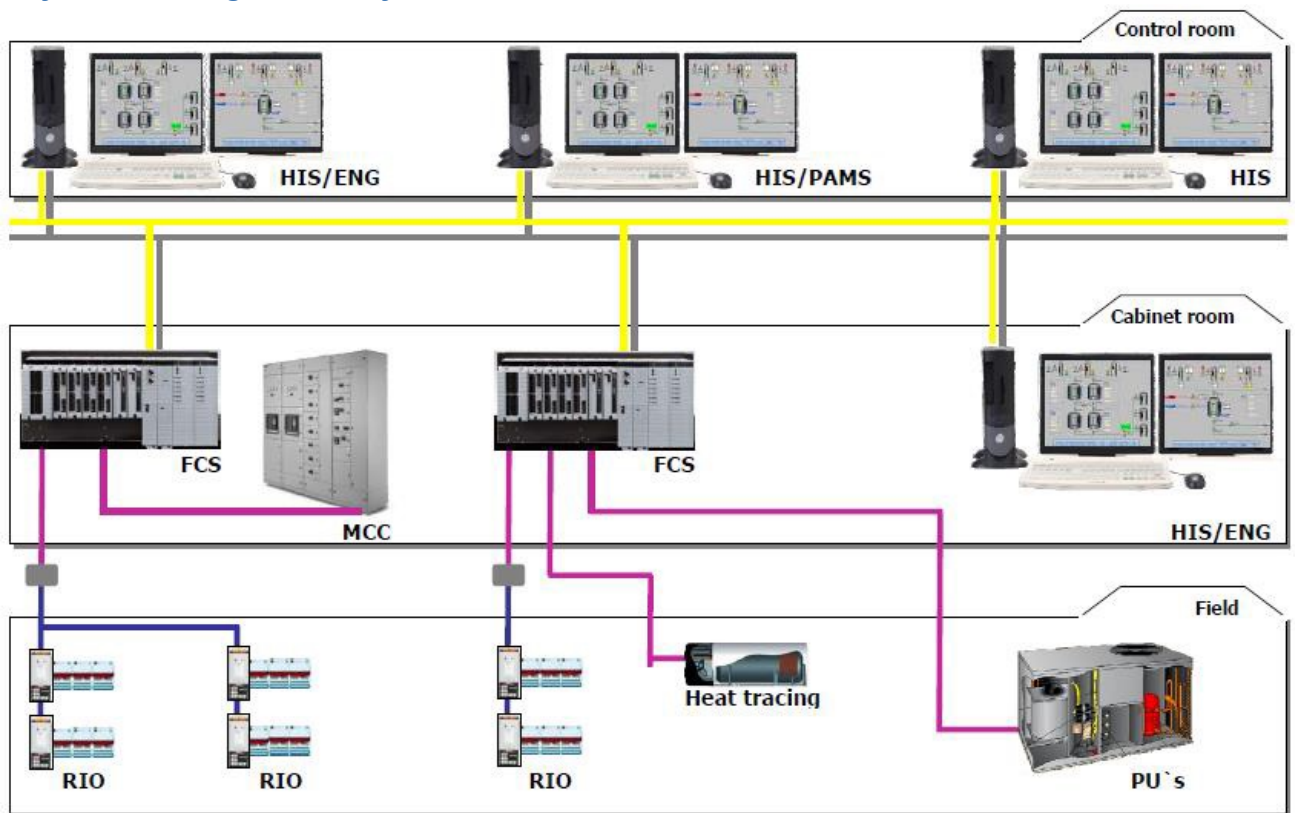 Control room
HIS/ENG
HIS/PAMS
HIS
Cabinet room
FCS
FCS
MCC
HIS/ENG
Field
Heat tracing
RIO
RIO
RIO
PU`s